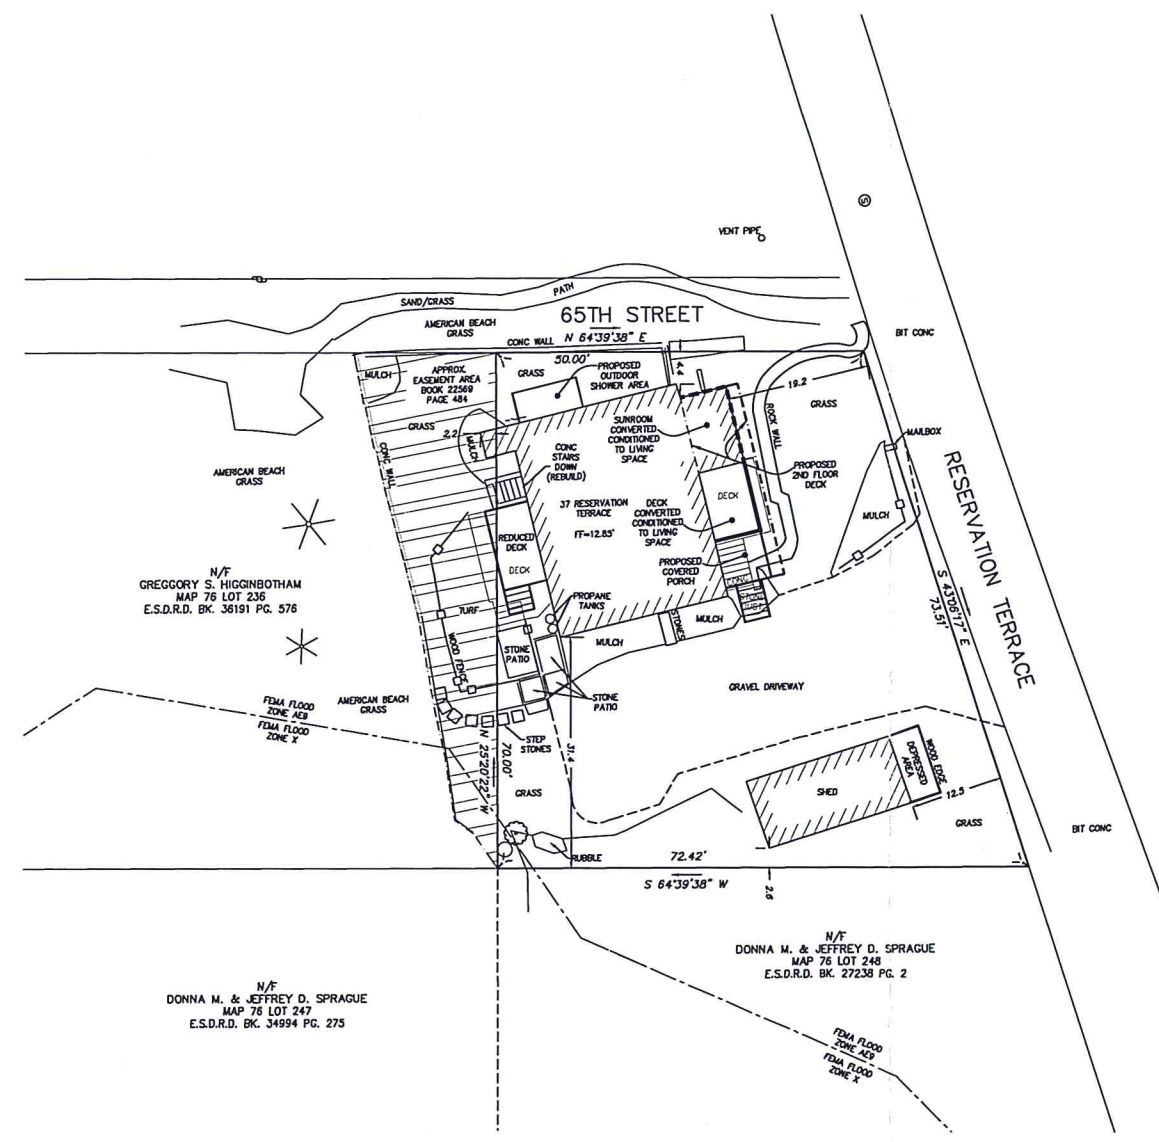 VENT PIPE
S
SAND/GRASS
PATH
AMERICAN BEACH
GRASS
65TH STREET
N 64°39'38" E
CONC WALL
50.00'
BIT CONC
MULCH
APPROX.
EASEMENT AREA
BOOK 22569
PAGE 484
GRASS
PROPOSED
OUTDOOR
SHOWER AREA
4.4
19.2
GRASS
GRASS
2.2
MULCH
CONC WALL
CONC
STAIRS
DOWN
(REBUILD)
SUNROOM
CONVERTED
CONDITIONED
TO LIVING
SPACE
ROCK WALL
MAILBOX
PROPOSED
2ND FLOOR
DECK
AMERICAN BEACH
GRASS
37 RESERVATION
TERRACE
FF=12.85'
DECK
CONVERTED
CONDITIONED
TO LIVING
SPACE
DECK
MULCH
RESERVATION TERRACE
REDUCED
DECK
DECK
PROPOSED
COVERED
PORCH
CONC
N/F
GREGGORY S. HIGGINBOTHAM
MAP 76 LOT 236
E.S.D.R.D. BK. 36191 PG. 576
TURF
WOOD FENCE
PROPANE
TANKS
STONES
MULCH
MULCH
S 43°06'17" E
73.51'
STONE
PATIO
STONE
PATIO
GRAVEL DRIVEWAY
AMERICAN BEACH
GRASS
FEMA FLOOD
ZONE AE9
FEMA FLOOD
ZONE X
STEP
STONES
N 25°20'22" W
70.00'
31.4
GRASS
SHED
DEPRESSED
AREA
WOOD EDGE
12.5
GRASS
BIT CONC
RUBBLE
72.42'
S 64°39'38" W
2.6
N/F
DONNA M. & JEFFREY D. SPRAGUE
MAP 76 LOT 248
E.S.D.R.D. BK. 27238 PG. 2
N/F
DONNA M. & JEFFREY D. SPRAGUE
MAP 76 LOT 247
E.S.D.R.D. BK. 34994 PG. 275
FEMA FLOOD
ZONE AE9
FEMA FLOOD
ZONE X